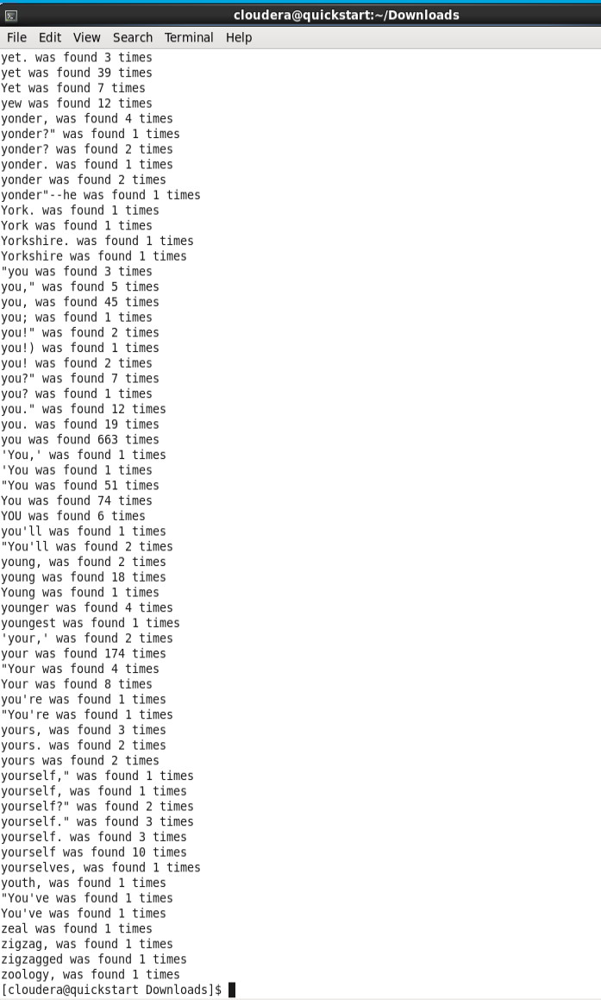 cloudera@quickstart:~/Downloads
File Edit View Search Terminal Help
yet. was found 3 times
yet was found 39 times
Yet was found 7 times
yew was found 12 times
yonder, was found 4 times
yonder?" was found 1 times
yonder? was found 2 times
yonder. was found 1 times
yonder was found 2 times
yonder"--he was found 1 times
York. was found 1 times
York was found 1 times
Yorkshire. was found 1 times
Yorkshire was found 1 times
"you was found 3 times
you," was found 5 times
you, was found 45 times
you; was found 1 times
you!" was found 2 times
you!) was found 1 times
you! was found 2 times
you?" was found 7 times
you? was found 1 times
you." was found 12 times
you. was found 19 times
you was found 663 times
'You,' was found 1 times
'You was found 1 times
"You was found 51 times
You was found 74 times
YOU was found 6 times
you'll was found 1 times
"You'll was found 2 times
young, was found 2 times
young was found 18 times
Young was found 1 times
younger was found 4 times
youngest was found 1 times
'your,' was found 2 times
your was found 174 times
"Your was found 4 times
Your was found 8 times
you're was found 1 times
"You're was found 1 times
yours, was found 3 times
yours. was found 2 times
yours was found 2 times
yourself," was found 1 times
yourself, was found 1 times
yourself?" was found 2 times
yourself." was found 3 times
yourself. was found 3 times
yourself was found 10 times
yourselves, was found 1 times
youth, was found 1 times
"You've was found 1 times
You've was found 1 times
zeal was found 1 times
zigzag, was found 1 times
zigzagged was found 1 times
zoology, was found 1 times
[cloudera@quickstart Downloads]$